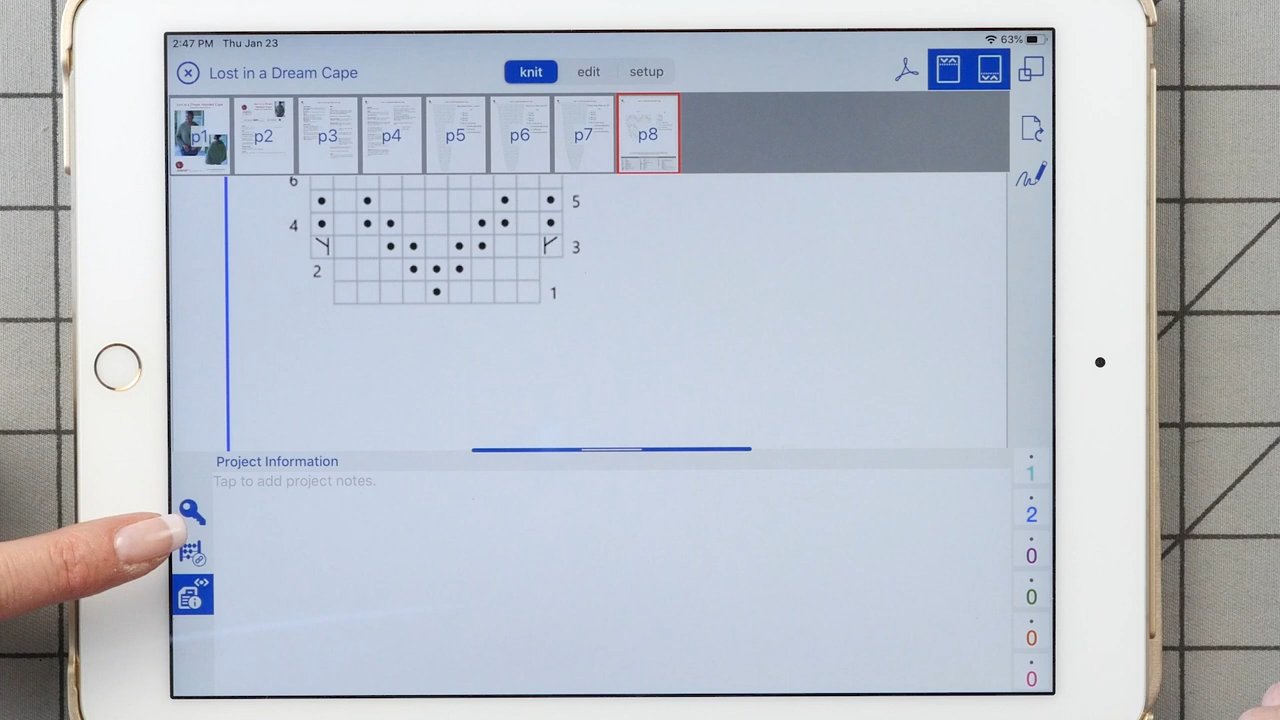 2:47 PM Thu Jan 23
63%
Lost in a Dream Cape
knit edit setup
p1 p2 p3 p4 p5 p6 p7 p8
6
5
4
3
2
1
Project Information
Tap to add project notes.
1
2
0
0
0
0